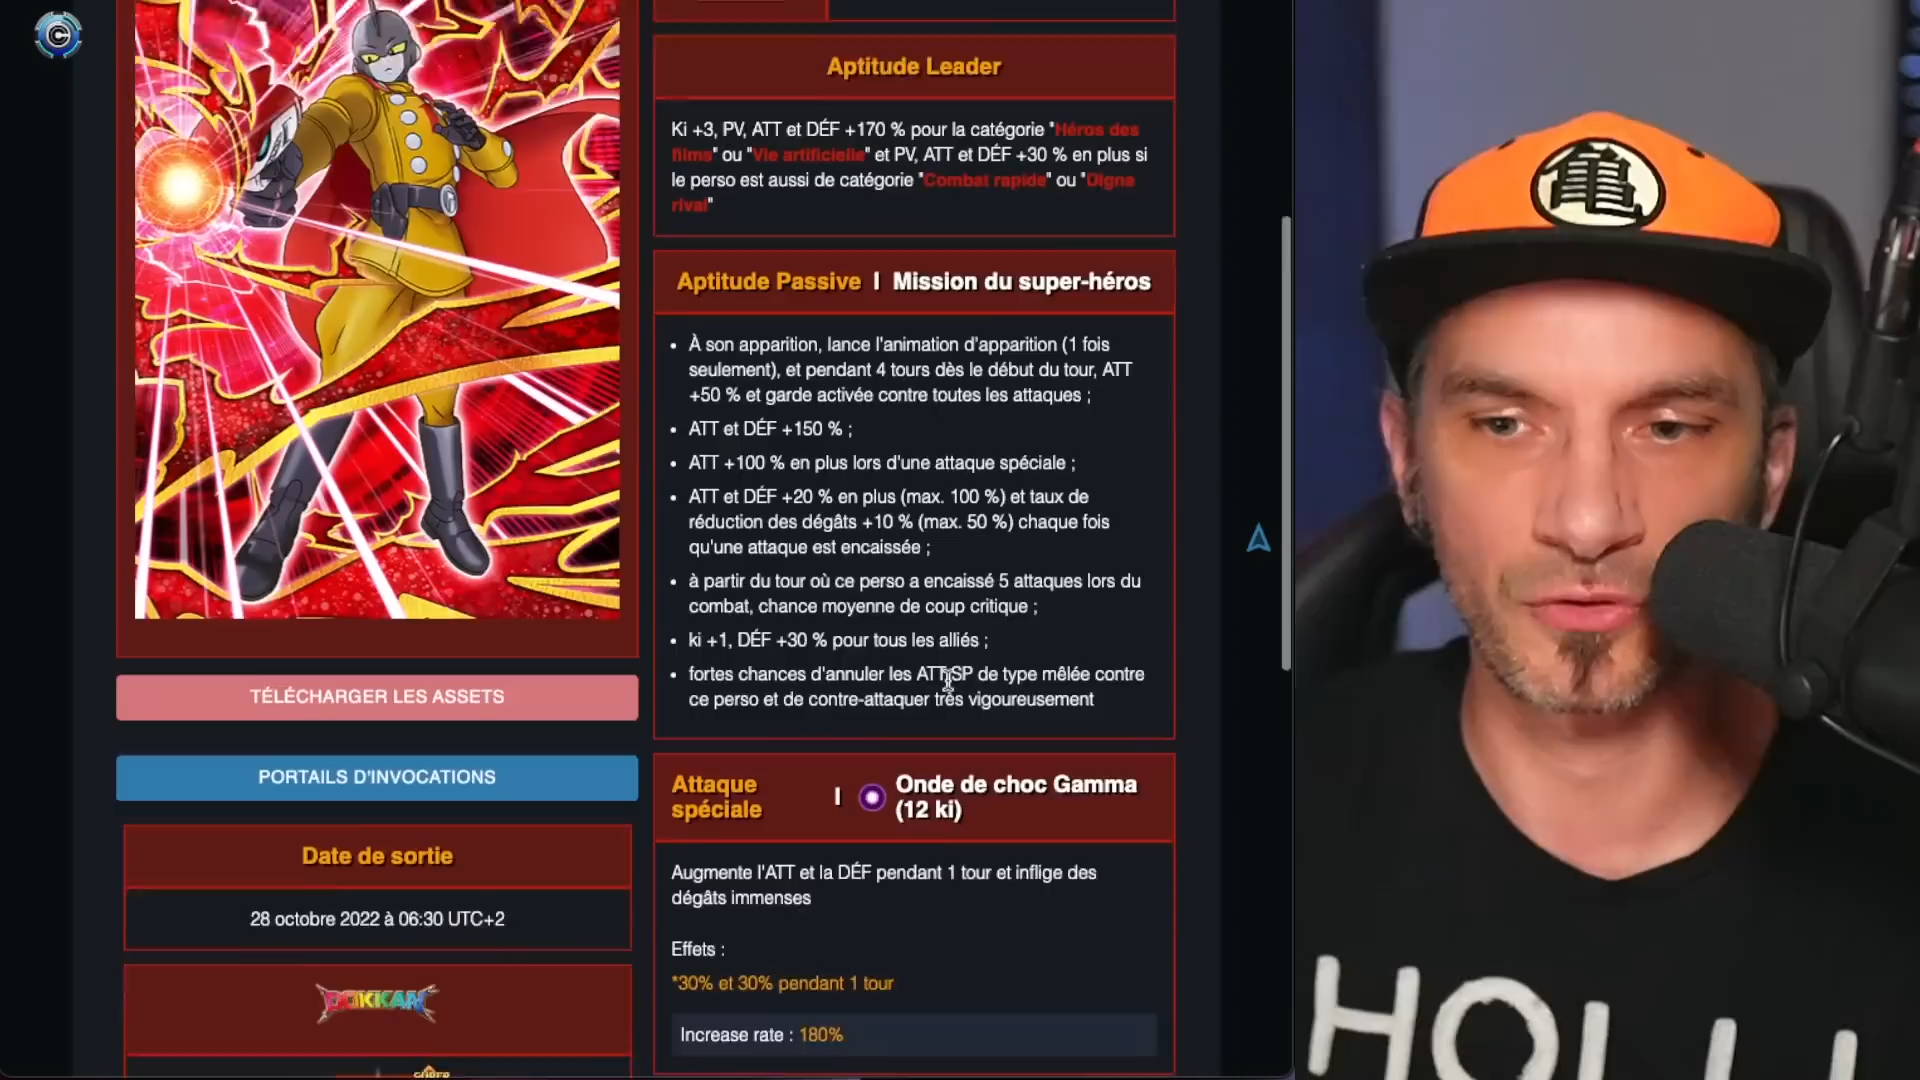 Aptitude Leader
Ki +3, PV, ATT et DÉF +170 % pour la catégorie "Héros des
films" ou "Vie artificielle" et PV, ATT et DÉF +30 % en plus si
le perso est aussi de catégorie "Combat rapide" ou "Digne
rival"
Aptitude Passive | Mission du super-héros
• À son apparition, lance l'animation d'apparition (1 fois
seulement), et pendant 4 tours dès le début du tour, ATT
+50 % et garde activée contre toutes les attaques ;
• ATT et DÉF +150 % ;
• ATT +100 % en plus lors d'une attaque spéciale ;
• ATT et DÉF +20 % en plus (max. 100 %) et taux de
réduction des dégâts +10 % (max. 50 %) chaque fois
qu'une attaque est encaissée ;
• à partir du tour où ce perso a encaissé 5 attaques lors du
combat, chance moyenne de coup critique ;
• ki +1, DÉF +30 % pour tous les alliés ;
• fortes chances d'annuler les ATT SP de type mêlée contre
ce perso et de contre-attaquer très vigoureusement
Attaque
spéciale
|
Onde de choc Gamma
(12 ki)
Augmente l'ATT et la DÉF pendant 1 tour et inflige des
dégâts immenses
Effets :
*30% et 30% pendant 1 tour
Increase rate : 180%
TÉLÉCHARGER LES ASSETS
PORTAILS D'INVOCATIONS
Date de sortie
28 octobre 2022 à 06:30 UTC+2
DOKKAN
SUPER
亀
HOLU